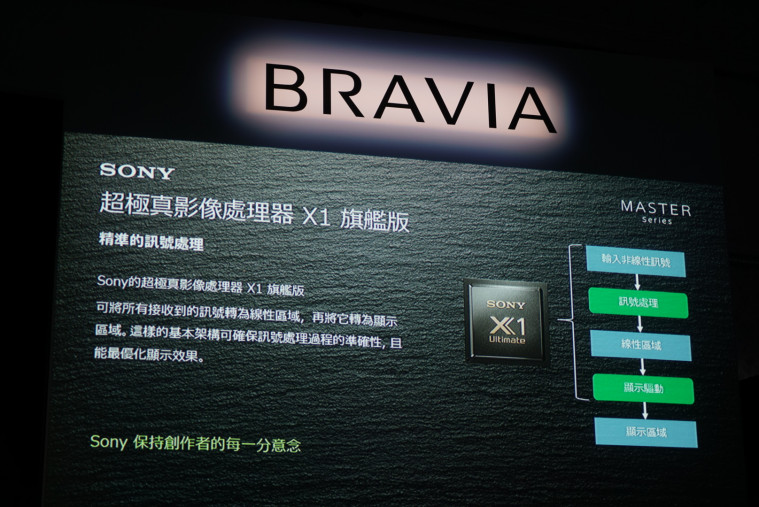 BRAVIA
SONY
超極真影像處理器 X1 旗艦版
精準的訊號處理
Sony的超極真影像處理器 X1 旗艦版
可將所有接收到的訊號轉為線性區域, 再將它轉為顯示
區域。這樣的基本架構可確保訊號處理過程的準確性, 且
能最優化顯示效果。
Sony 保持創作者的每一分意念
MASTER
Series
SONY
X1
Ultimate
輸入非線性訊號
訊號處理
線性區域
顯示驅動
顯示區域